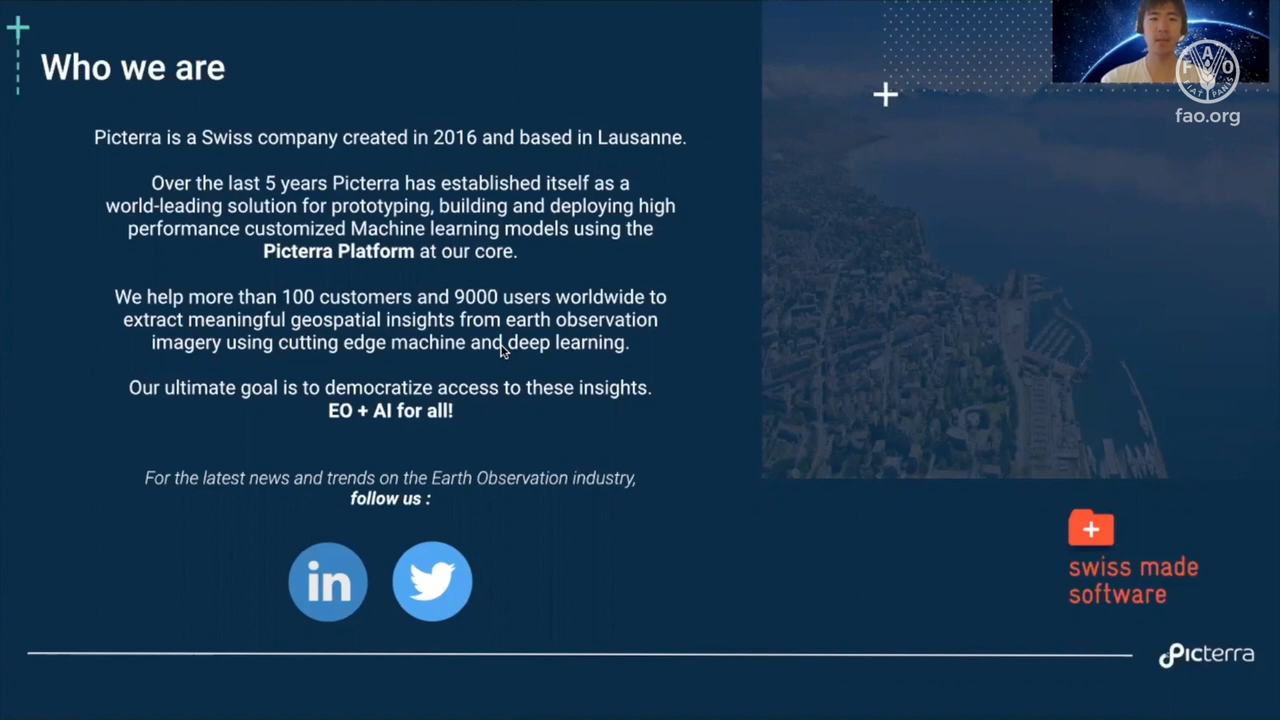 Who we are
Picterra is a Swiss company created in 2016 and based in Lausanne.
Over the last 5 years Picterra has established itself as a
world-leading solution for prototyping, building and deploying high
performance customized Machine learning models using the
Picterra Platform at our core.
We help more than 100 customers and 9000 users worldwide to
extract meaningful geospatial insights from earth observation
imagery using cutting edge machine and deep learning.
Our ultimate goal is to democratize access to these insights.
EO + AI for all!
For the latest news and trends on the Earth Observation industry,
follow us :
in
F A O
FIAT PANIS
fao.org
swiss made
software
Picterra